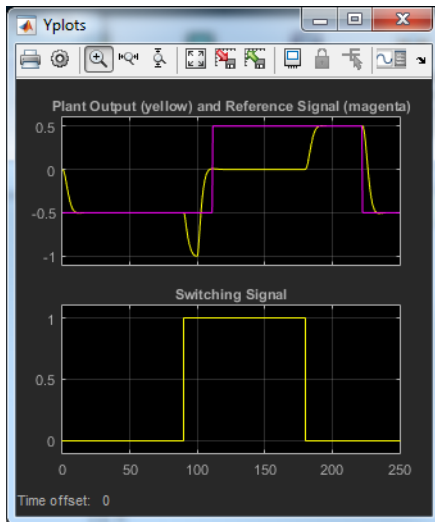 Yplots
Plant Output (yellow) and Reference Signal (magenta)
0.5
0
-0.5
-1
Switching Signal
1
0.5
0
0 50 100 150 200 250
Time offset: 0